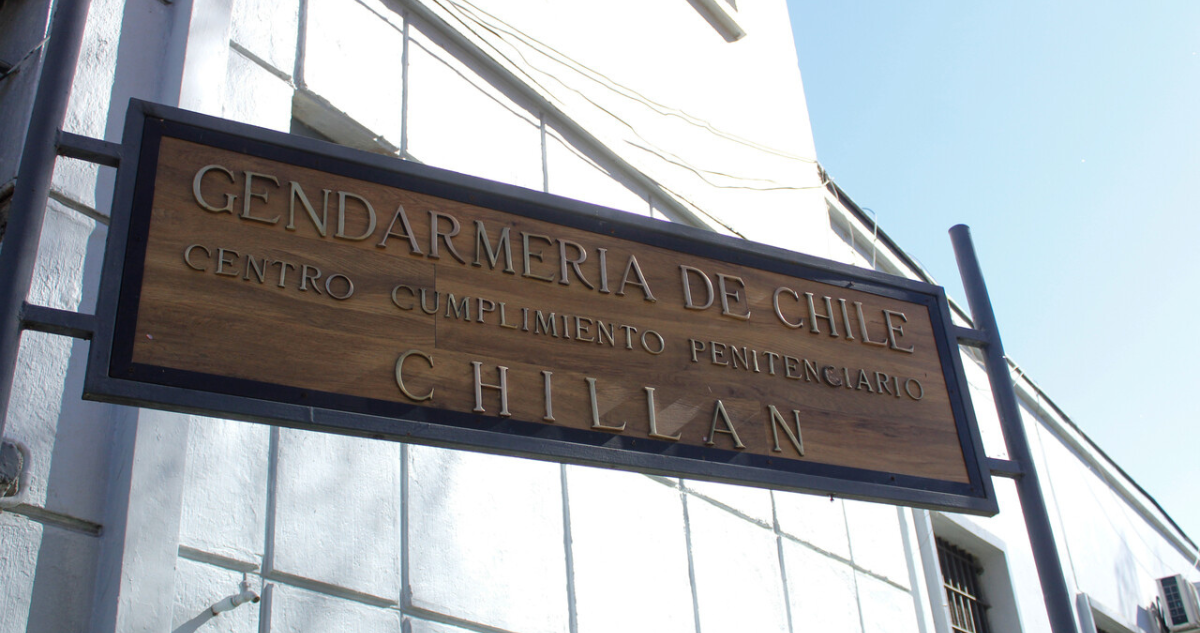 GENDARMERIA DE CHILE
CENTRO CUMPLIMIENTO PENITENCIARIO
CHILLAN